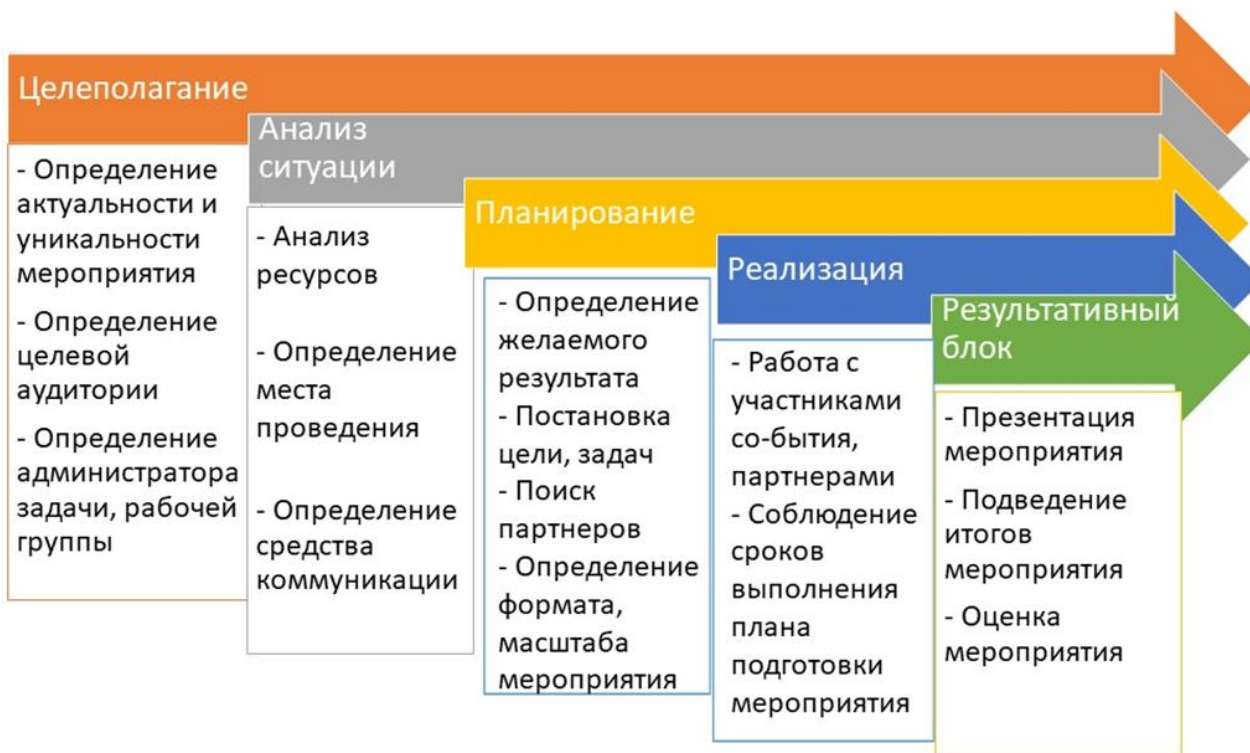 Целеполагание
- Определение
актуальности и
уникальности
мероприятия
- Определение
целевой
аудитории
- Определение
администратора
задачи, рабочей
группы
Анализ
ситуации
- Анализ
ресурсов
- Определение
места
проведения
- Определение
средства
коммуникации
Планирование
- Определение
желаемого
результата
- Постановка
цели, задач
- Поиск
партнеров
- Определение
формата,
масштаба
мероприятия
Реализация
- Работа с
участниками
со-бытия,
партнерами
- Соблюдение
сроков
выполнения
плана
подготовки
мероприятия
Результативный
блок
- Презентация
мероприятия
- Подведение
итогов
мероприятия
- Оценка
мероприятия